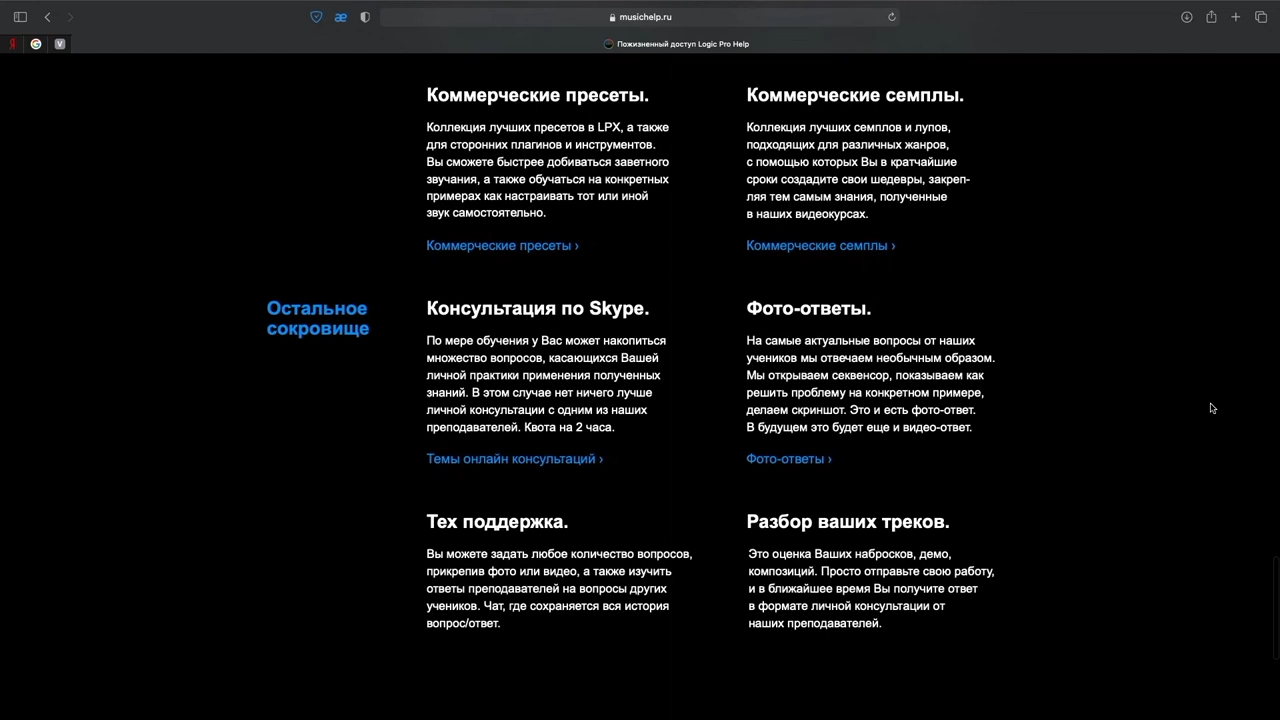 musichelp.ru
Я
G
V
Пожизненный доступ Logic Pro Help
Коммерческие пресеты.
Коллекция лучших пресетов в LPX, а также
для сторонних плагинов и инструментов.
Вы сможете быстрее добиваться заветного
звучания, а также обучаться на конкретных
примерах как настраивать тот или иной
звук самостоятельно.
Коммерческие пресеты ›
Коммерческие семплы.
Коллекция лучших семплов и лупов,
подходящих для различных жанров,
с помощью которых Вы в кратчайшие
сроки создадите свои шедевры, закреп-
ляя тем самым знания, полученные
в наших видеокурсах.
Коммерческие семплы ›
Остальное
сокровище
Консультация по Skype.
По мере обучения у Вас может накопиться
множество вопросов, касающихся Вашей
личной практики применения полученных
знаний. В этом случае нет ничего лучше
личной консультации с одним из наших
преподавателей. Квота на 2 часа.
Темы онлайн консультаций ›
Фото-ответы.
На самые актуальные вопросы от наших
учеников мы отвечаем необычным образом.
Мы открываем секвенсор, показываем как
решить проблему на конкретном примере,
делаем скриншот. Это и есть фото-ответ.
В будущем это будет еще и видео-ответ.
Фото-ответы ›
Тех поддержка.
Вы можете задать любое количество вопросов,
прикрепив фото или видео, а также изучить
ответы преподавателей на вопросы других
учеников. Чат, где сохраняется вся история
вопрос/ответ.
Разбор ваших треков.
Это оценка Ваших набросков, демо,
композиций. Просто отправьте свою работу,
и в ближайшее время Вы получите ответ
в формате личной консультации от
наших преподавателей.